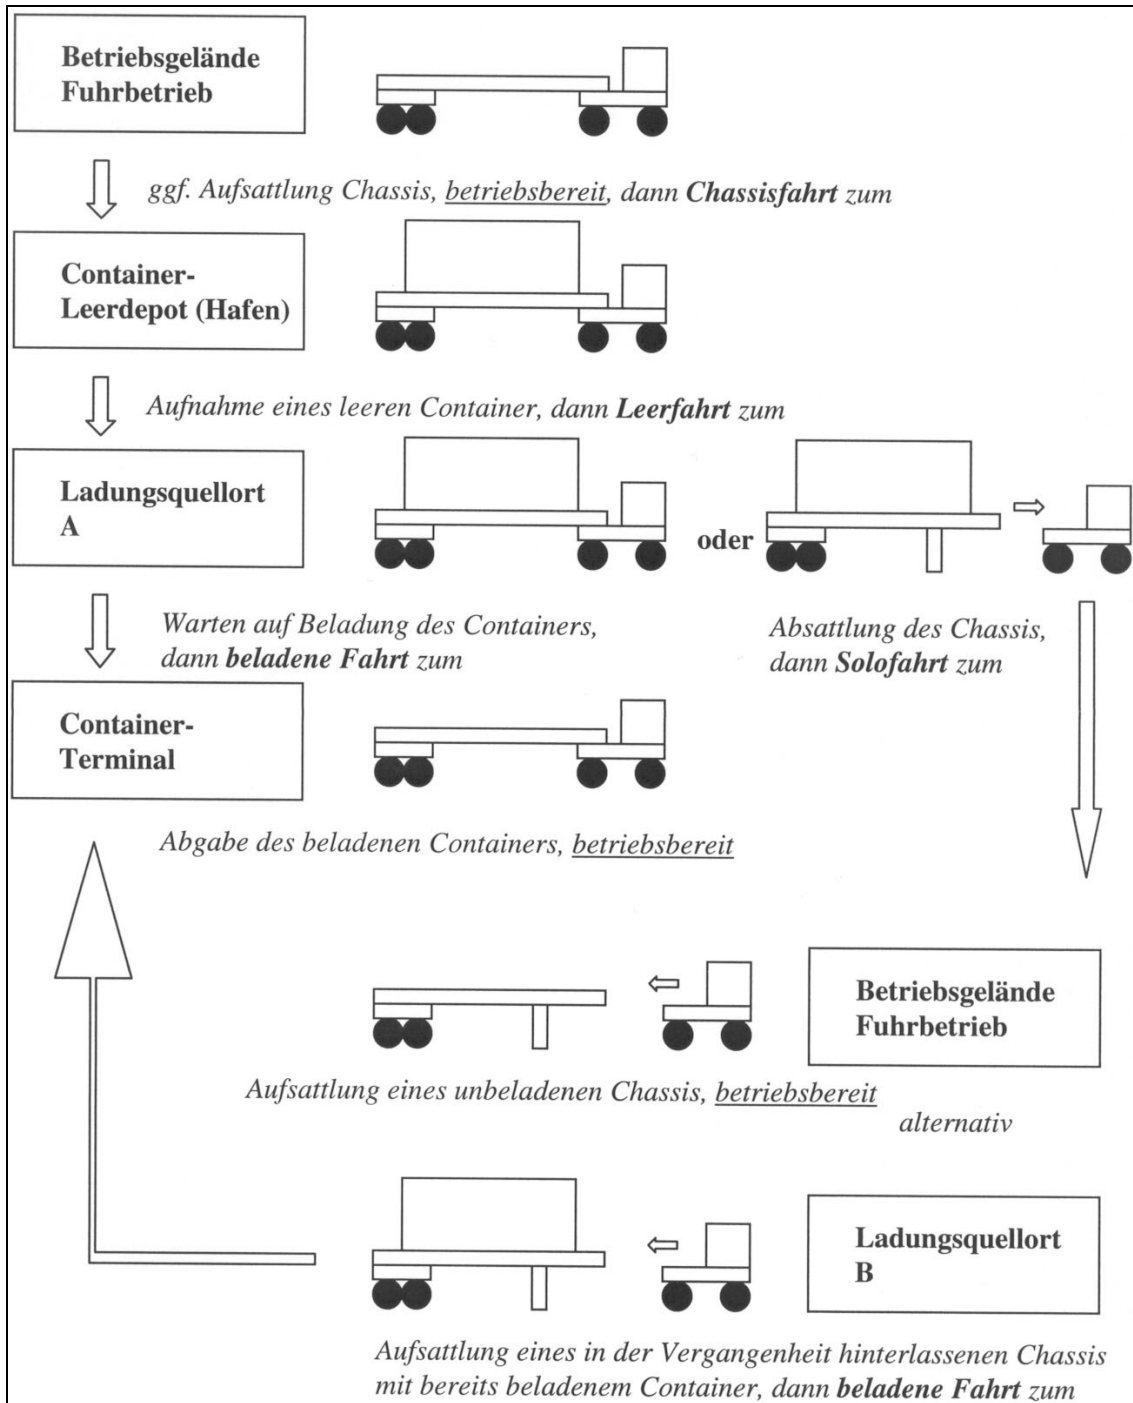 Betriebsgelände
Fuhrbetrieb
ggf. Aufsattlung Chassis, betriebsbereit, dann Chassisfahrt zum
Container-
Leerdepot (Hafen)
Aufnahme eines leeren Container, dann Leerfahrt zum
Ladungsquellort
A
oder
Warten auf Beladung des Containers,
dann beladene Fahrt zum
Absattlung des Chassis,
dann Solofahrt zum
Container-
Terminal
Abgabe des beladenen Containers, betriebsbereit
Betriebsgelände
Fuhrbetrieb
Aufsattlung eines unbeladenen Chassis, betriebsbereit
alternativ
Ladungsquellort
B
Aufsattlung eines in der Vergangenheit hinterlassenen Chassis
mit bereits beladenem Container, dann beladene Fahrt zum